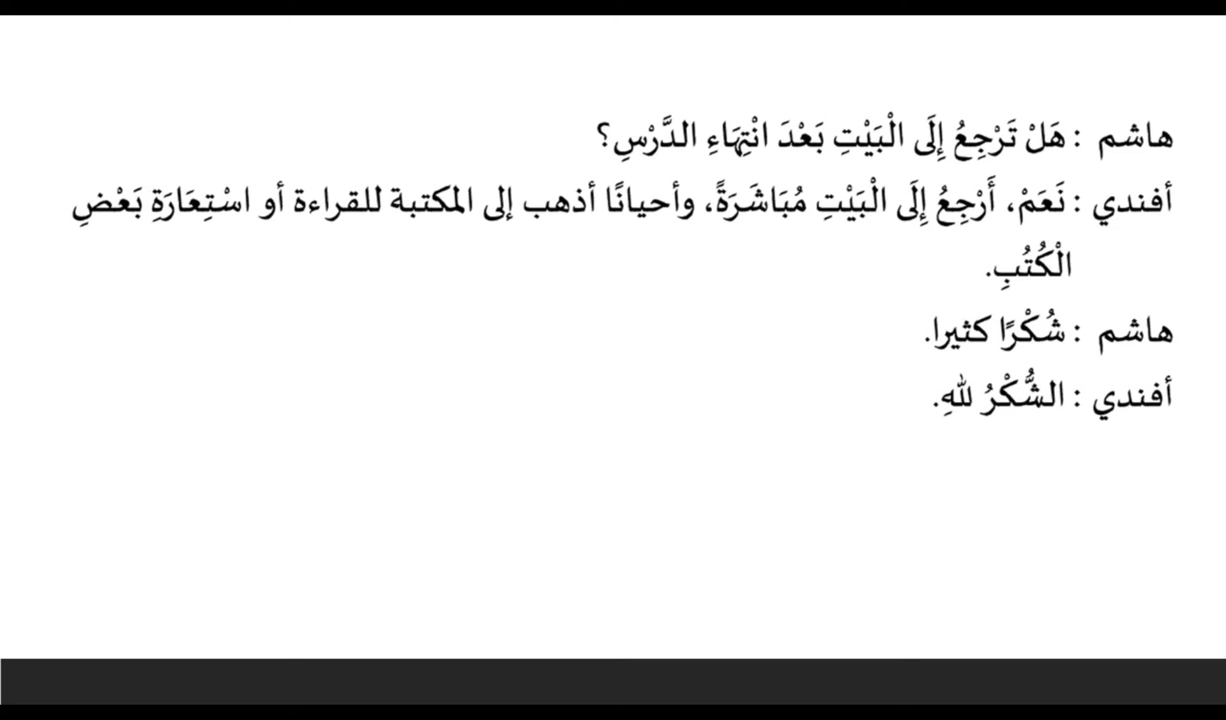 هاشم : هَلْ تَرْجِعُ إِلَى الْبَيْتِ بَعْدَ انْتِهَاءِ الدَّرْسِ؟
أفندي : نَعَمْ، أَرْجِعُ إِلَى الْبَيْتِ مُبَاشَرَةً، وأحيانًا أذهب إلى المكتبة للقراءة أو اسْتِعَارَةِ بَعْضِ
الْكُتُبِ.
هاشم : شُكْرًا كثيرا.
أفندي : الشُّكْرُ لله‎ِ.